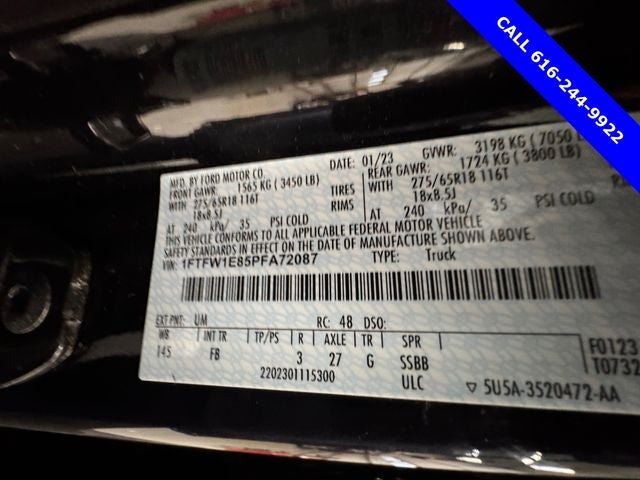 CALL 616-244-9922
MFD. BY FORD MOTOR CO.
DATE: 01/23 GVWR: 3198 KG ( 7050 L
FRONT GAWR: 1565 KG ( 3450 LB) REAR GAWR: 1724 KG ( 3800 LB)
WITH 275/65R18 116T TIRES WITH 275/65R18 116T
18x8.5J RIMS 18x8.5J
AT 240 kPa/ 35 PSI COLD AT 240 kPa/ 35 PSI COLD
THIS VEHICLE CONFORMS TO ALL APPLICABLE FEDERAL MOTOR VEHICLE
SAFETY STANDARDS IN EFFECT ON THE DATE OF MANUFACTURE SHOWN ABOVE.
VIN: 1FTFW1E85PFA72087 TYPE: Truck
EXT PNT: UM RC: 48 DSO:
WB INT TR TP/PS R AXLE TR SPR
145 FB 3 27 G SSBB
2202301115300 ULC
F0123
T0732
5U5A-3520472-AA